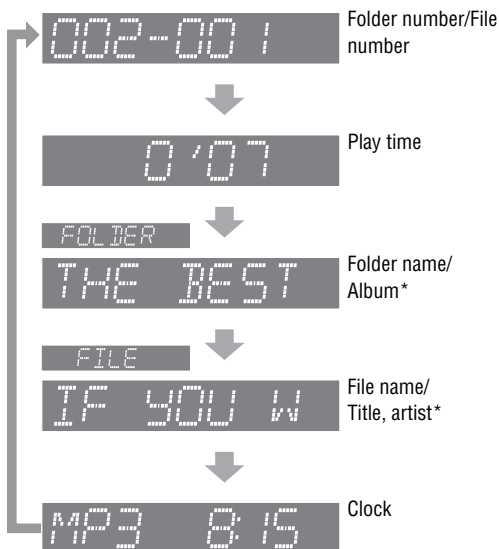 002-001
Folder number/File
number
0'07
Play time
FOLDER
THE BEST
Folder name/
Album*
FILE
IF YOU W
File name/
Title, artist*
MP3 8:15
Clock